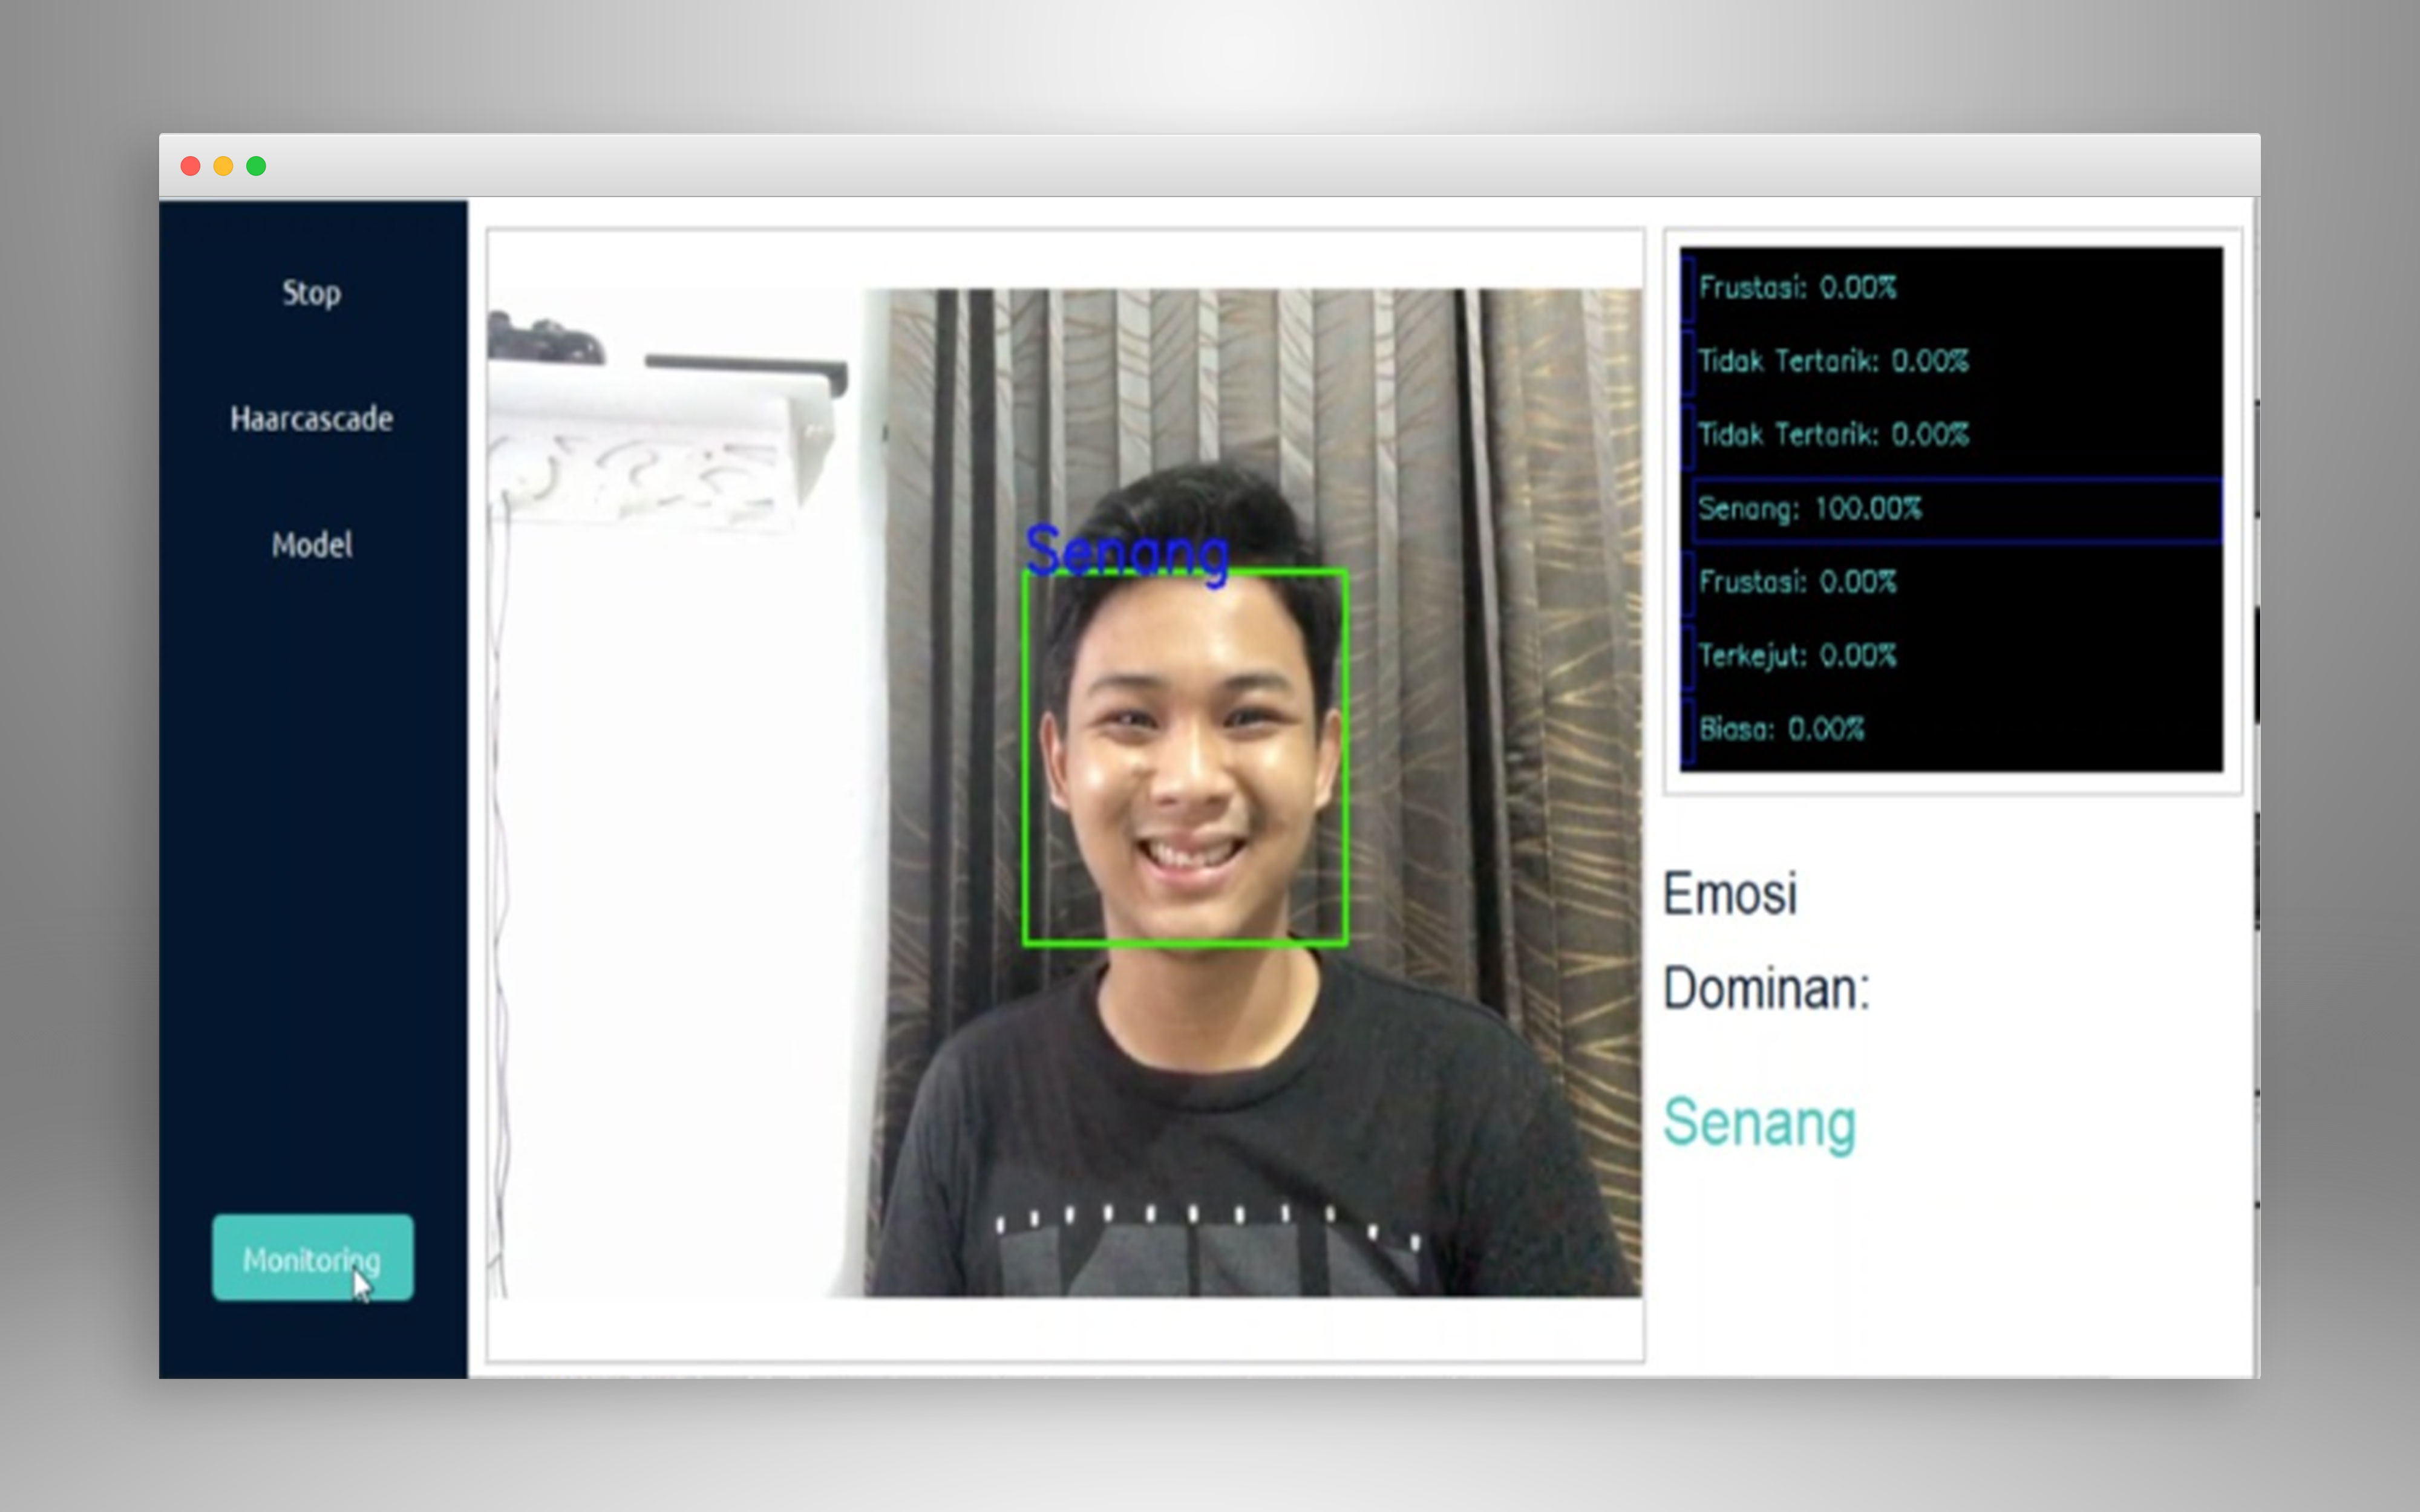 Stop
Haarcascade
Model
Monitoring
Senang
Frustasi: 0.00%
Tidak Tertarik: 0.00%
Tidak Tertarik: 0.00%
Senang: 100.00%
Frustasi: 0.00%
Terkejut: 0.00%
Biasa: 0.00%
Emosi
Dominan:
Senang